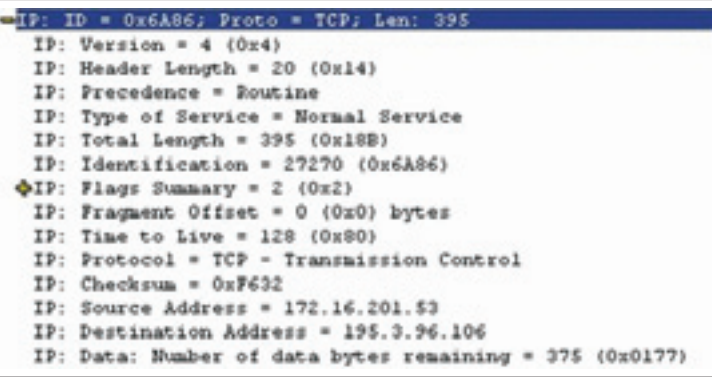 IP: ID = 0x6A86; Proto = TCP; Len: 395
IP: Version = 4 (0x4)
IP: Header Length = 20 (0x14)
IP: Precedence = Routine
IP: Type of Service = Normal Service
IP: Total Length = 395 (0x18B)
IP: Identification = 27270 (0x6A86)
IP: Flags Summary = 2 (0x2)
IP: Fragment Offset = 0 (0x0) bytes
IP: Time to Live = 128 (0x80)
IP: Protocol = TCP - Transmission Control
IP: Checksum = 0xF632
IP: Source Address = 172.16.201.53
IP: Destination Address = 195.3.96.106
IP: Data: Number of data bytes remaining = 375 (0x0177)